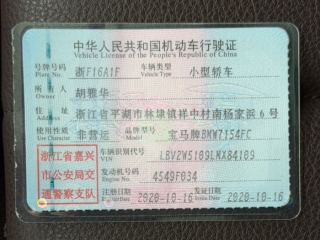 中华人民共和国机动车行驶证
Vehicle License of the People's Republic of China
号牌号码 浙F16A1F 车辆类型 小型轿车
Plate No. Vehicle Type
所有人 胡雅华
Owner
住址 浙江省平湖市林埭镇祥中村南杨家浜6号
Address
使用性质 非营运 品牌型号 宝马牌BMW7154FC
Use Character Model
浙江省嘉兴
市公安局交
通警察支队
车辆识别代号 LBV2W5109LMX84109
VIN
发动机号码 4549F034
Engine No.
注册日期 2020-10-16 发证日期 2020-10-16
Register Date Issue Date